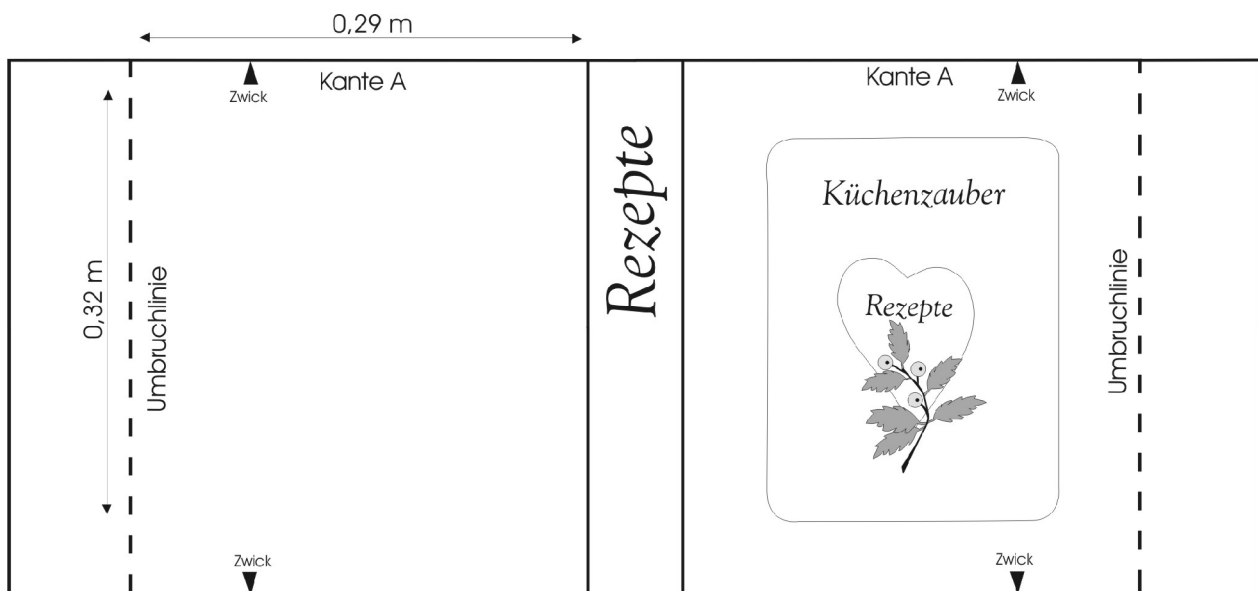 0,29 m
Kante A
Zwick
0,32 m
Umbruchlinie
Zwick
Rezepte
Kante A
Zwick
Küchenzauber
Rezepte
Umbruchlinie
Zwick